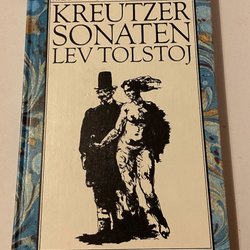 KREUTZER
SONATEN
LEV TOLSTOJ